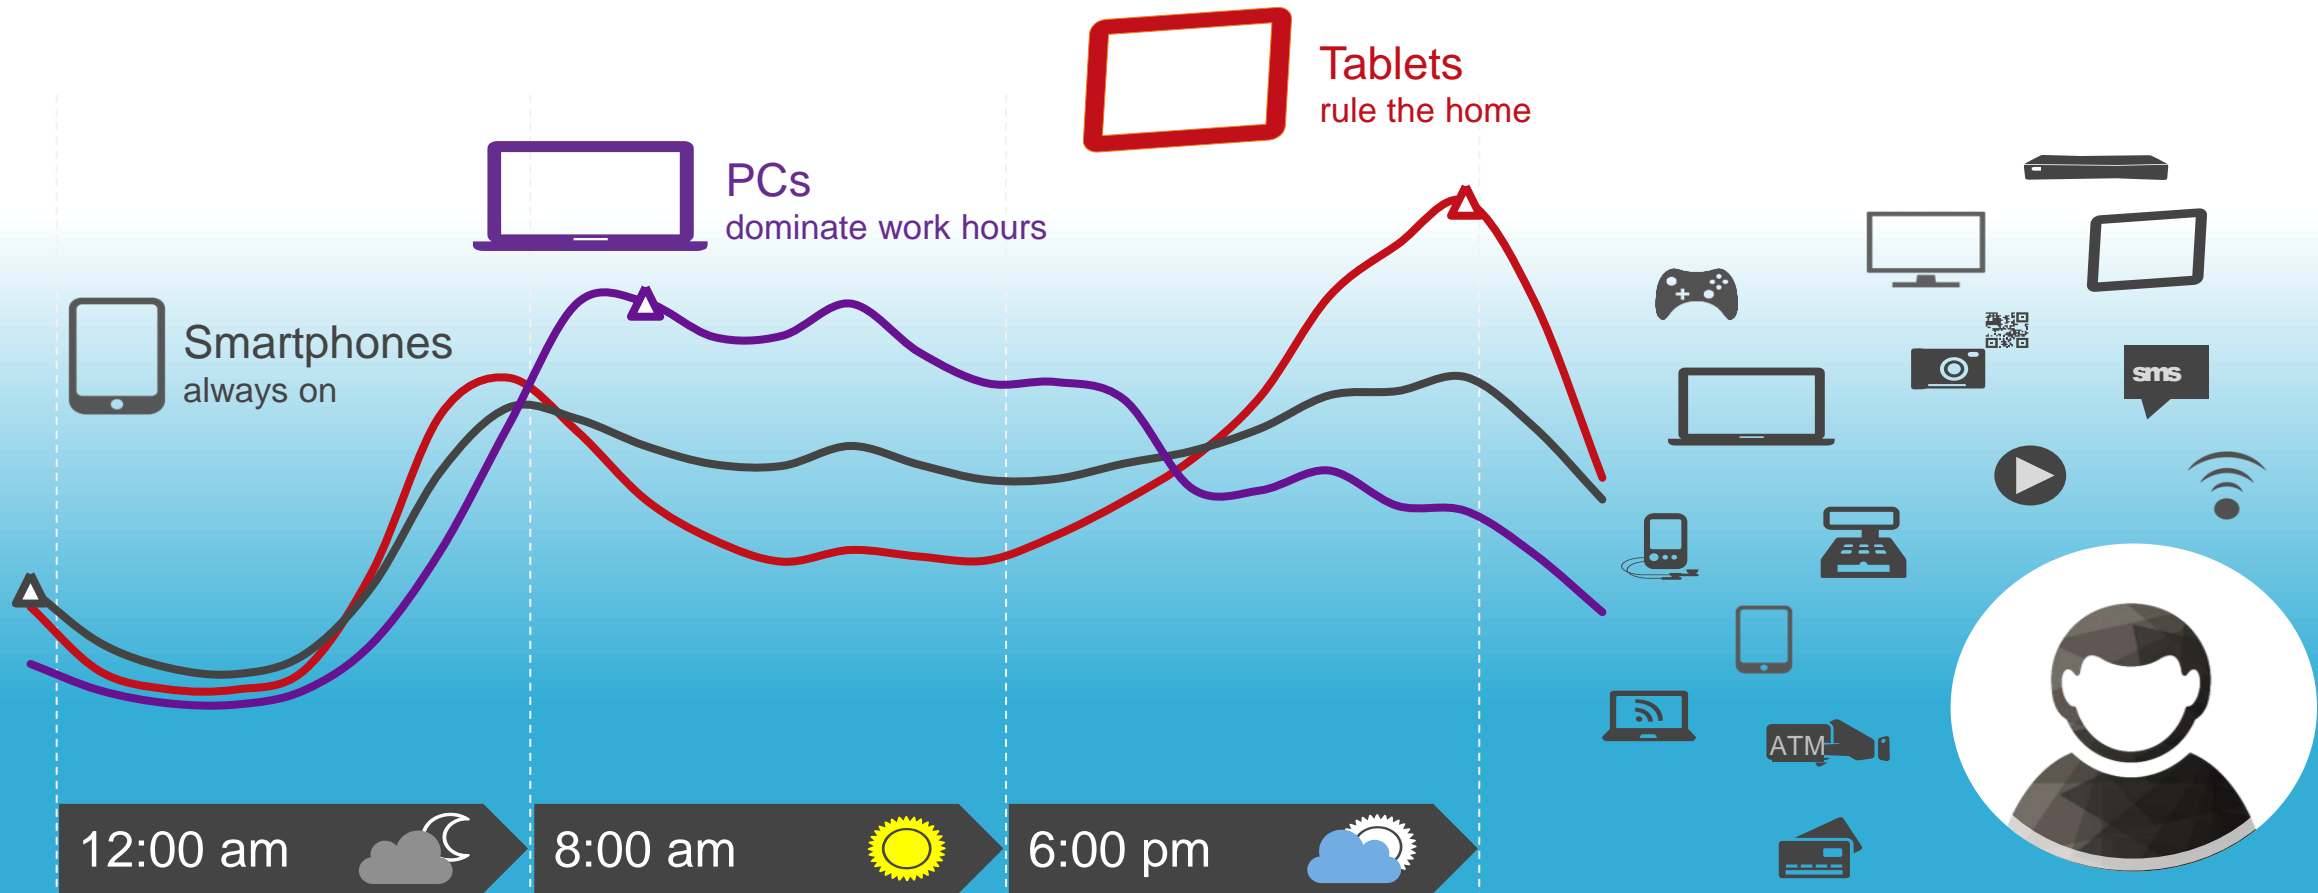 Tablets
rule the home
PCs
dominate work hours
Smartphones
always on
sms
ATM
12:00 am
8:00 am
6:00 pm